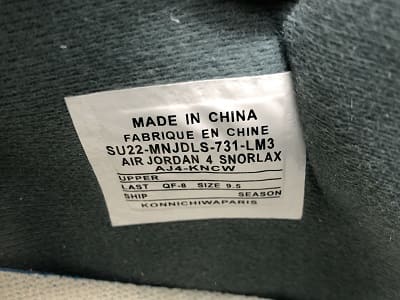 MADE IN CHINA
FABRIQUE EN CHINE
SU22-MNJDLS-731-LM3
AIR JORDAN 4 SNORLAX
AJ4-KNCW
UPPER
LAST QF-8 SIZE 9.5
SHIP SEASON
KONNICHIWAPARIS